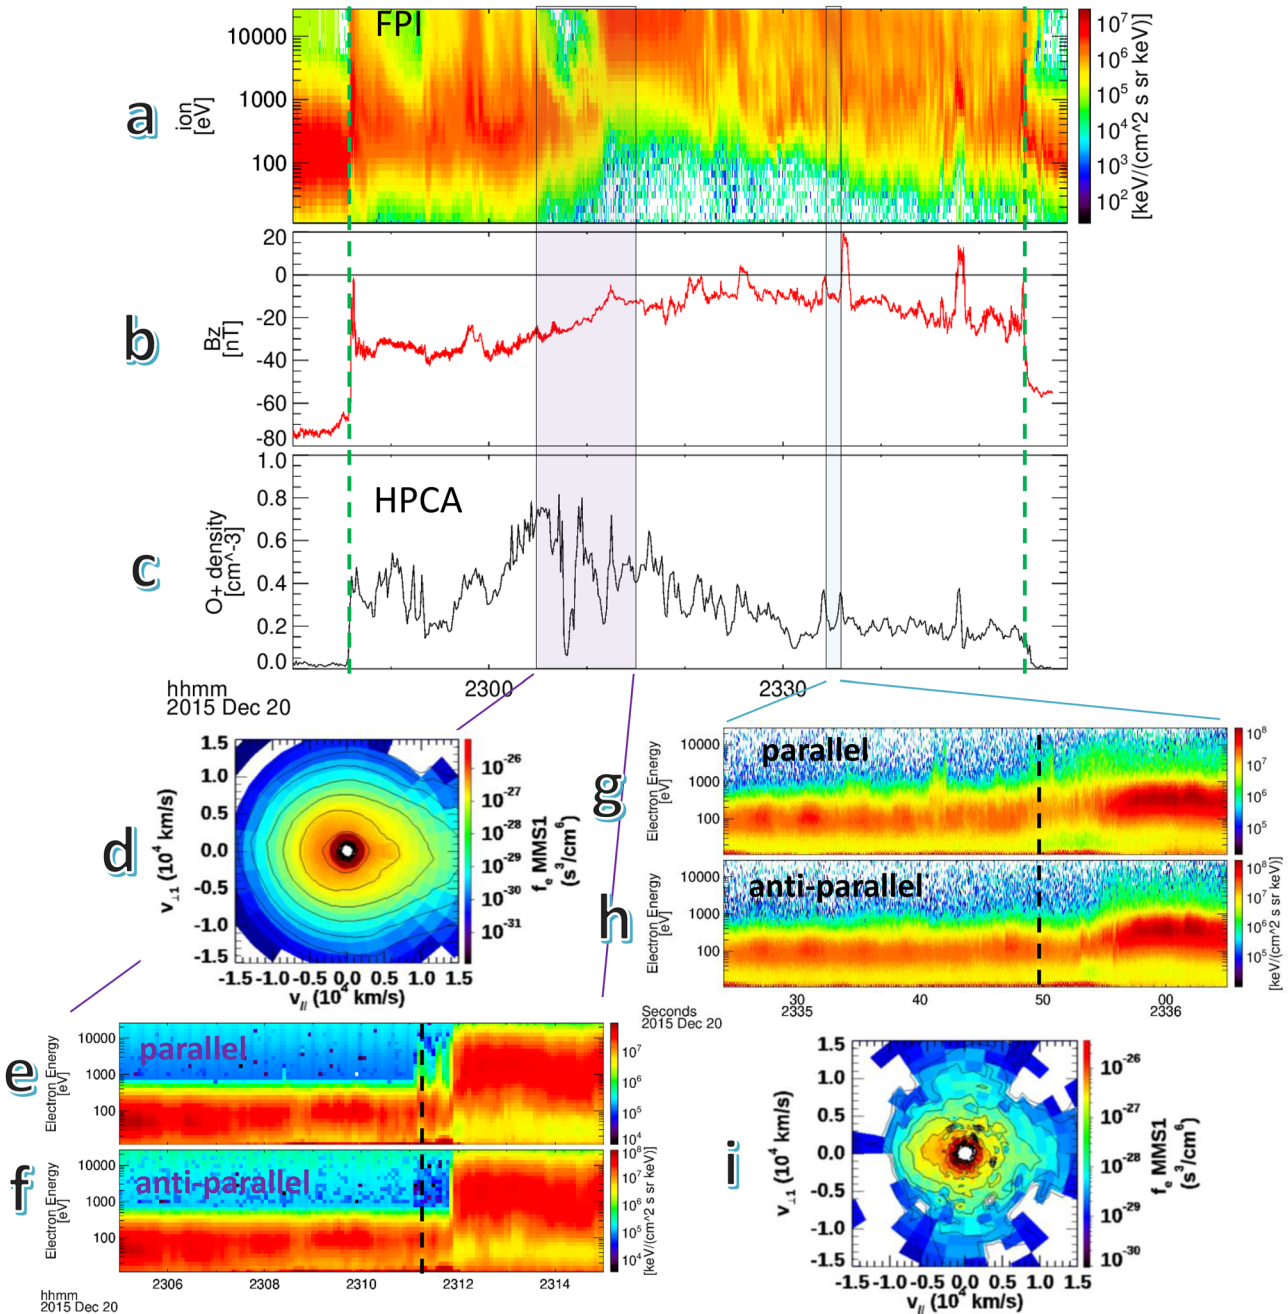 FPI
a
ion
[eV]
10000
1000
100
10^7
10^6
10^5
10^4
10^3
10^2
[keV/(cm^2 s sr keV)]
b
Bz
[nT]
20
0
-20
-40
-60
-80
HPCA
c
O+ density
[cm^-3]
1.0
0.8
0.6
0.4
0.2
0.0
hhmm
2015 Dec 20
2300
2330
d
v⊥1 (10^4 km/s)
1.5
1.0
0.5
0.0
-0.5
-1.0
-1.5
-1.5 -1.0 -0.5 0.0 0.5 1.0 1.5
v// (10^4 km/s)
10^-26
10^-27
10^-28
10^-29
10^-30
10^-31
fe MMS1
(s^3/cm^6)
g
parallel
Electron Energy
[eV]
10000
1000
100
10^8
10^7
10^6
10^5
h
anti-parallel
Electron Energy
[eV]
10000
1000
100
10^8
10^7
10^6
10^5
[keV/(cm^2 s sr keV)]
Seconds
2015 Dec 20
30 40 50 00
2335 2336
e
parallel
Electron Energy
[eV]
10000
1000
100
10^7
10^6
10^5
10^4
f
anti-parallel
Electron Energy
[eV]
10000
1000
100
10^8
10^7
10^6
10^5
10^4
[keV/(cm^2 s sr keV)]
2306 2308 2310 2312 2314
hhmm
2015 Dec 20
i
v⊥1 (10^4 km/s)
1.5
1.0
0.5
0.0
-0.5
-1.0
-1.5
-1.5 -1.0 -0.5 0.0 0.5 1.0 1.5
v// (10^4 km/s)
10^-26
10^-27
10^-28
10^-29
10^-30
fe MMS1
(s^3/cm^6)